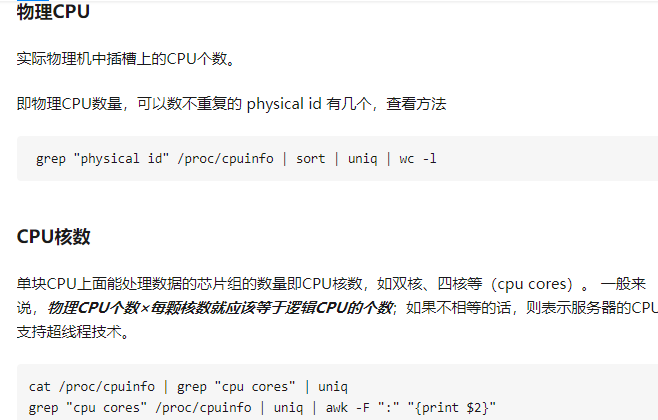 物理CPU
实际物理机中插槽上的CPU个数。
即物理CPU数量，可以数不重复的 physical id 有几个，查看方法
grep "physical id" /proc/cpuinfo | sort | uniq | wc -l
CPU核数
单块CPU上面能处理数据的芯片组的数量即CPU核数，如双核、四核等（cpu cores）。 一般来
说，物理CPU个数×每颗核数就应该等于逻辑CPU的个数；如果不相等的话，则表示服务器的CPU
支持超线程技术。
cat /proc/cpuinfo | grep "cpu cores" | uniq
grep "cpu cores" /proc/cpuinfo | uniq | awk -F ":" "{print $2}"